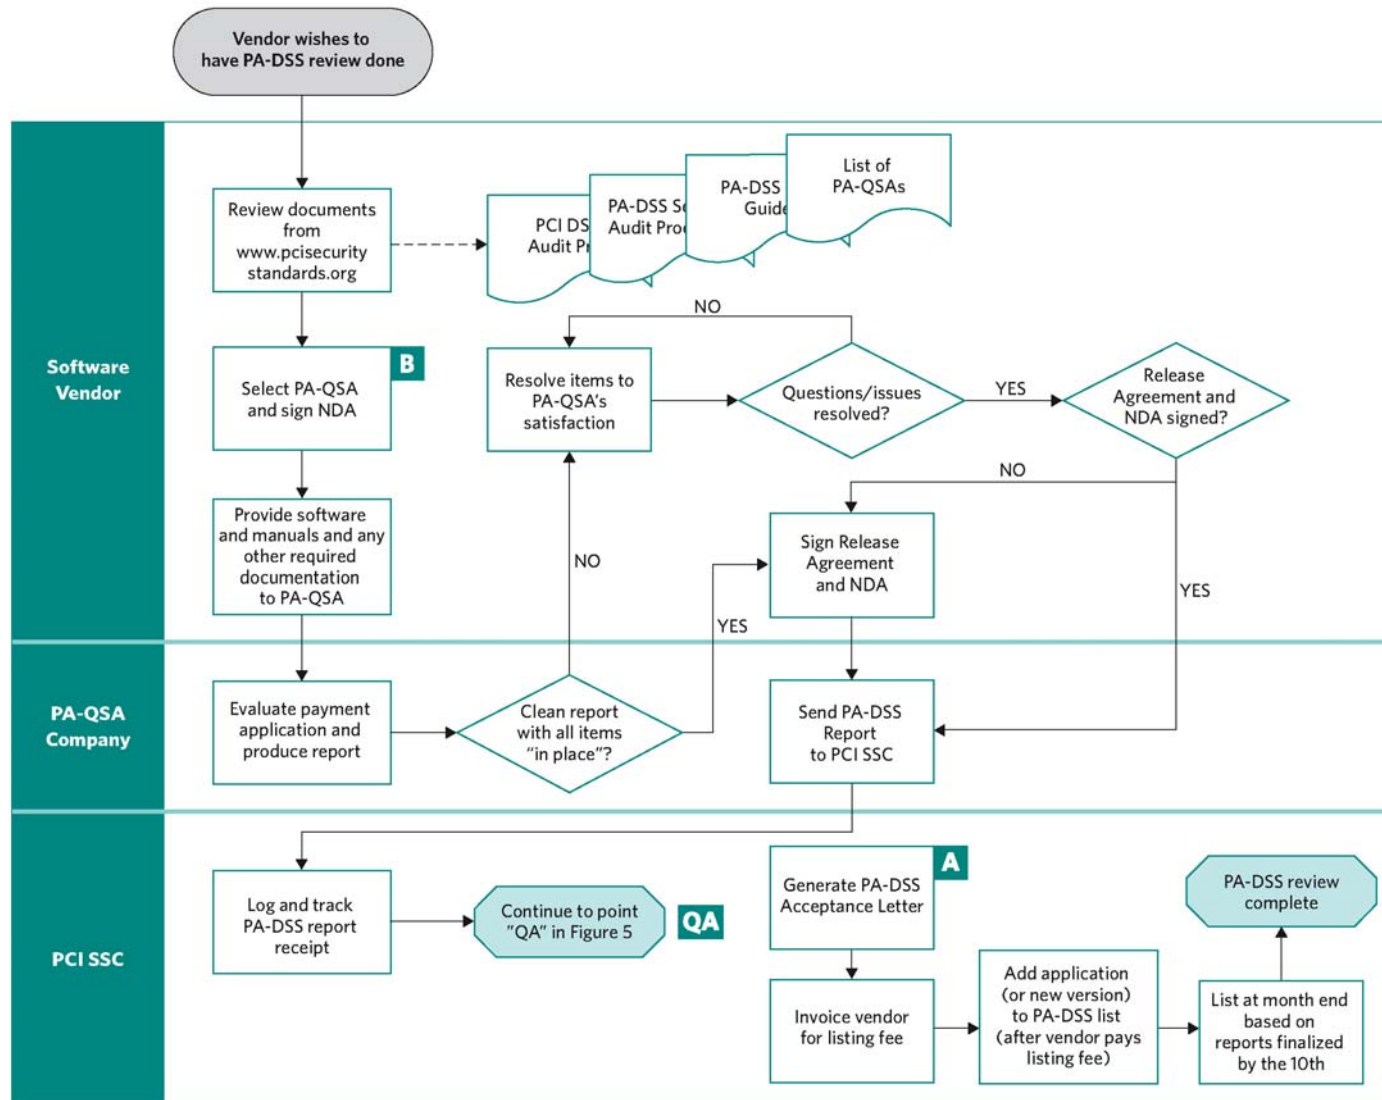 Vendor wishes to
have PA-DSS review done
Software
Vendor
Review documents
from
www.pcisecurity
standards.org
PCI DS
Audit Pr
PA-DSS Se
Audit Proc
PA-DSS
Guide
List of
PA-QSAs
NO
B
Select PA-QSA
and sign NDA
Resolve items to
PA-QSA's
satisfaction
Questions/issues
resolved?
YES
Release
Agreement and
NDA signed?
NO
Provide software
and manuals and any
other required
documentation
to PA-QSA
NO
Sign Release
Agreement
and NDA
YES
YES
PA-QSA
Company
Evaluate payment
application and
produce report
Clean report
with all items
"in place"?
Send PA-DSS
Report
to PCI SSC
PCI SSC
Log and track
PA-DSS report
receipt
Continue to point
"QA" in Figure 5
QA
A
Generate PA-DSS
Acceptance Letter
Invoice vendor
for listing fee
Add application
(or new version)
to PA-DSS list
(after vendor pays
listing fee)
List at month end
based on
reports finalized
by the 10th
PA-DSS review
complete